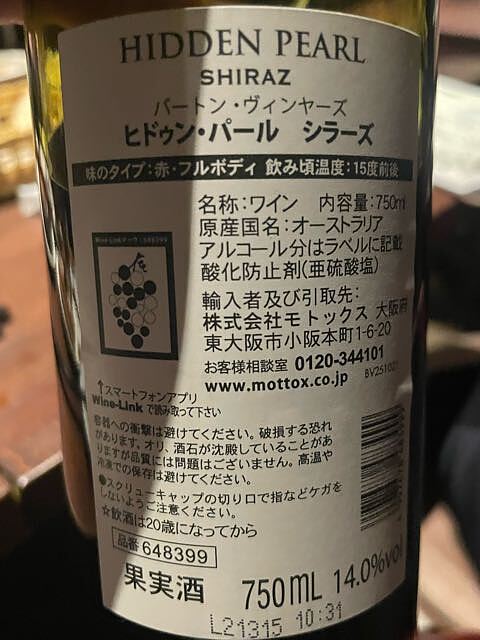 HIDDEN PEARL
SHIRAZ
バートン・ヴィンヤーズ
ヒドゥン・パール シラーズ
味のタイプ:赤・フルボディ 飲み頃温度:15度前後
名称:ワイン 内容量:750ml
原産国名:オーストラリア
アルコール分はラベルに記載
酸化防止剤(亜硫酸塩)
Wine-Linkマーク:648399
輸入者及び引取先:
株式会社モトックス 大阪府
東大阪市小阪本町1-6-20
お客様相談室 0120-344101
www.mottox.co.jp BV251021
↑スマートフォンアプリ
Wine-Linkで読み取って下さい
容器への衝撃は避けてください。破損する恐れ
があります。オリ、酒石が沈殿していることがあ
りますが品質には問題はございません。高温や
冷凍での保存は避けてください。
●スクリューキャップの切り口で指などケガを
しないようご注意ください。
☆飲酒は20歳になってから
品番 648399
果実酒 750mL 14.0%vol
L21315 10:31